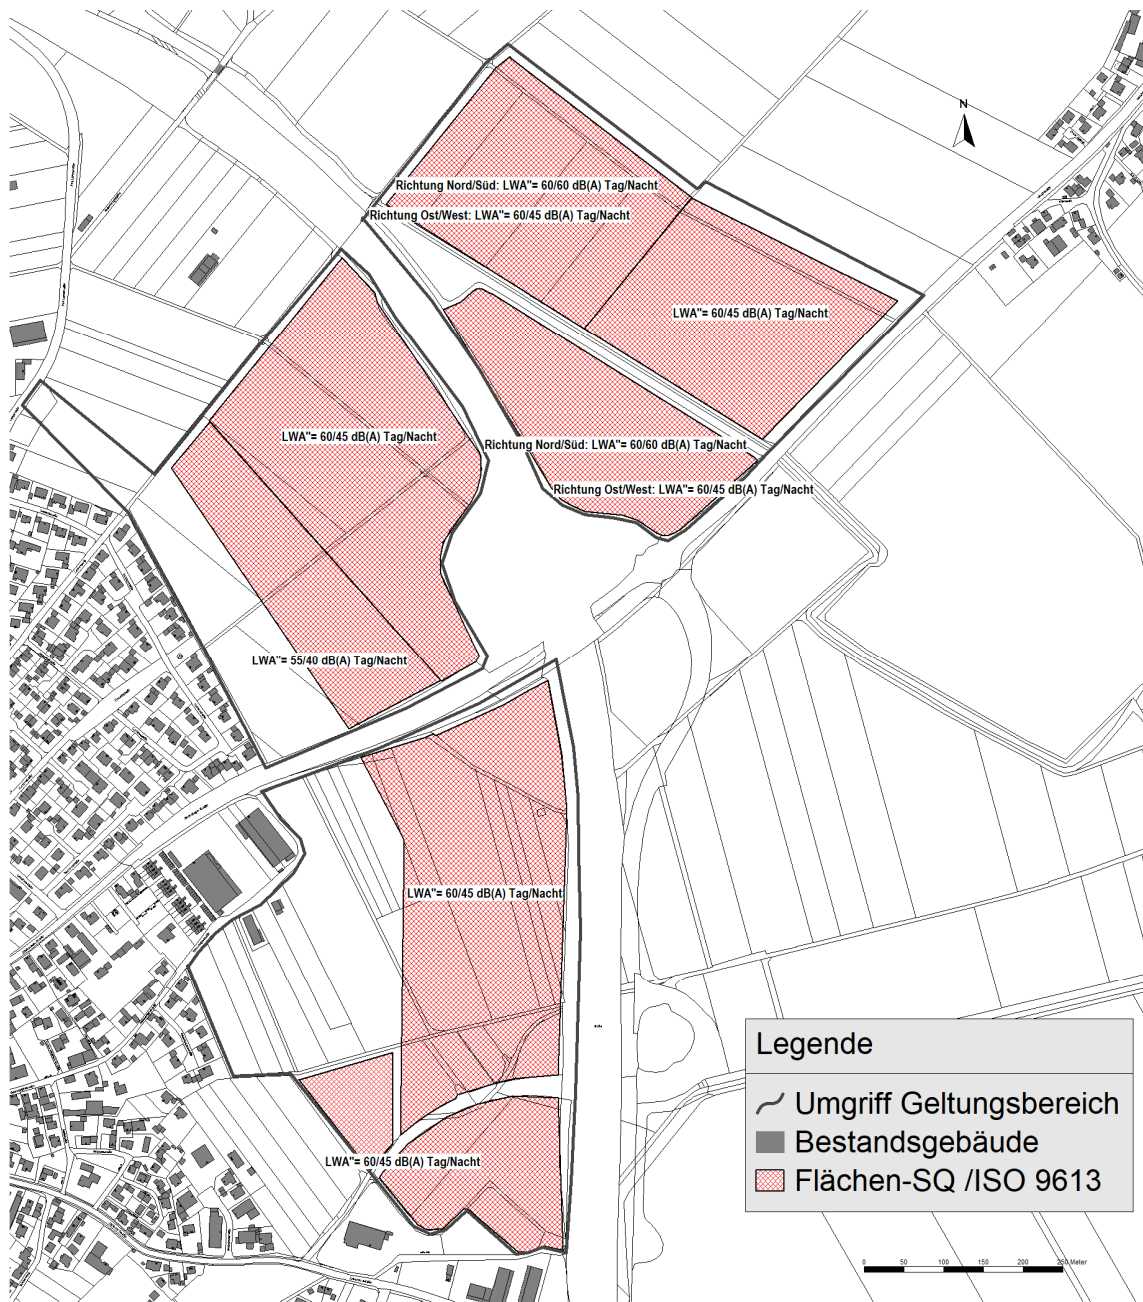 N
Richtung Nord/Süd: LWA"= 60/60 dB(A) Tag/Nacht
Richtung Ost/West: LWA"= 60/45 dB(A) Tag/Nacht
LWA"= 60/45 dB(A) Tag/Nacht
LWA"= 60/45 dB(A) Tag/Nacht
Richtung Nord/Süd: LWA"= 60/60 dB(A) Tag/Nacht
Richtung Ost/West: LWA"= 60/45 dB(A) Tag/Nacht
LWA"= 55/40 dB(A) Tag/Nacht
LWA"= 60/45 dB(A) Tag/Nacht
LWA"= 60/45 dB(A) Tag/Nacht
Legende
Umgriff Geltungsbereich
Bestandsgebäude
Flächen-SQ /ISO 9613
0 50 100 150 200 250 Meter